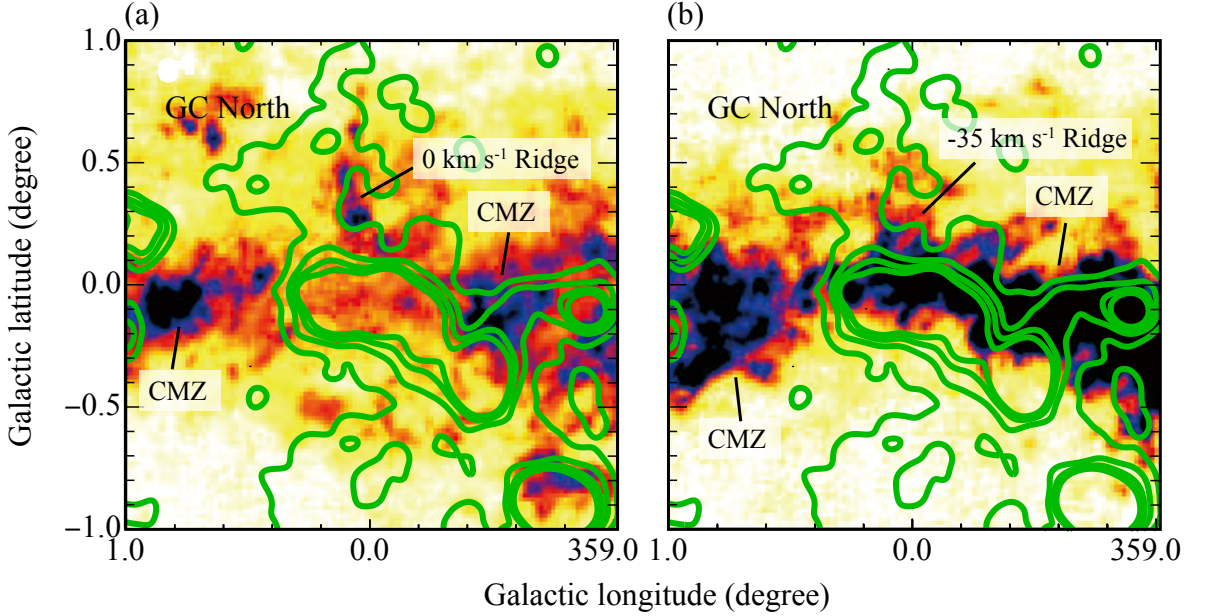 (a)
(b)
Galactic latitude (degree)
1.0
0.5
0.0
−0.5
−1.0
GC North
0 km s⁻¹ Ridge
CMZ
CMZ
1.0
0.0
359.0
GC North
-35 km s⁻¹ Ridge
CMZ
CMZ
1.0
0.0
359.0
Galactic longitude (degree)